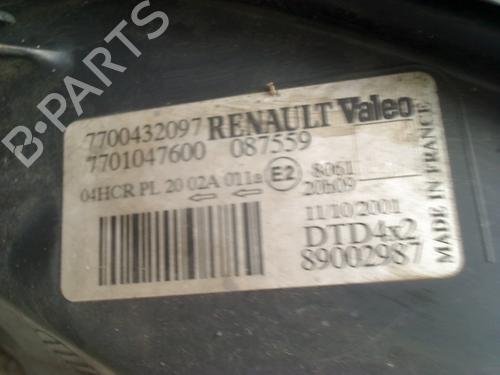 B-PARTS
7700432097 RENAULT Valeo
7701047600 087559
04HCR PL 20 02A 011a E2 8061
20h09
11/10/2001
DTD4x2
89002987
MADE IN FRANCE